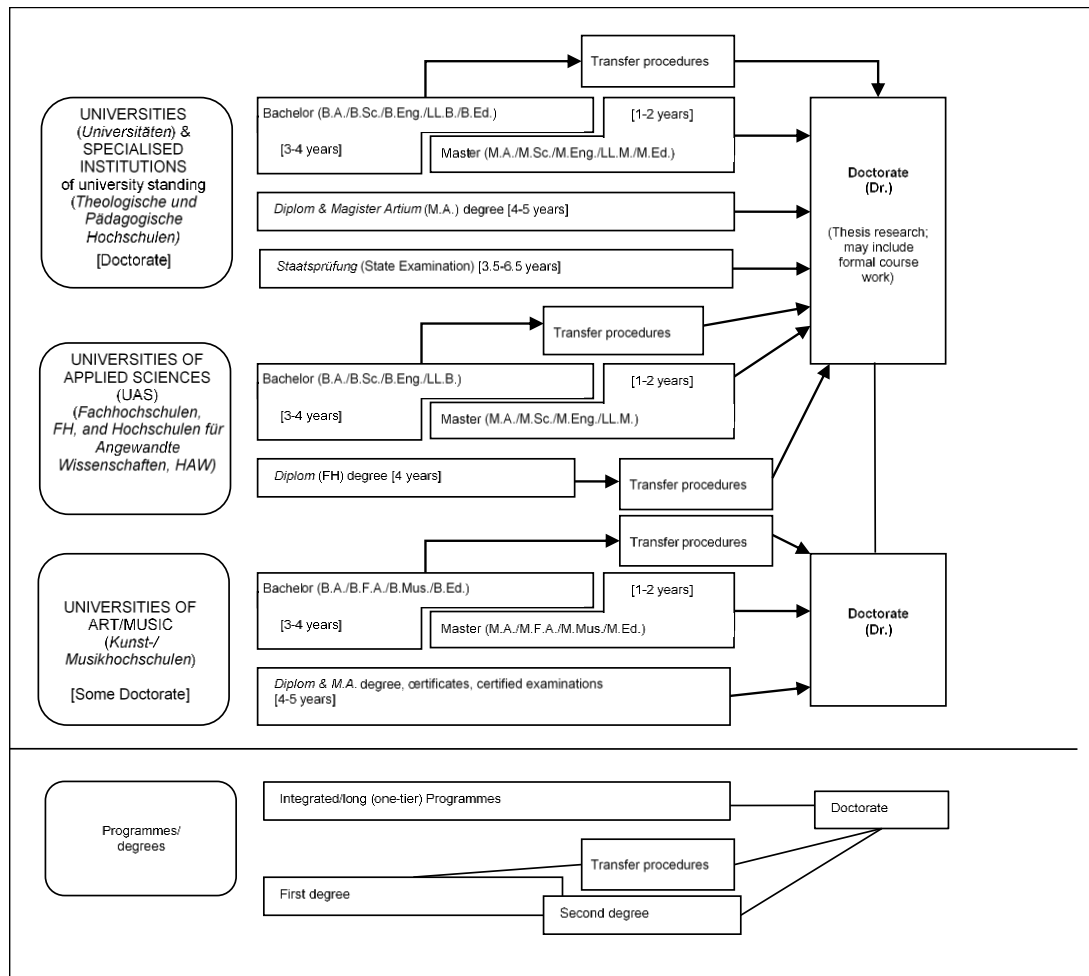 Transfer procedures
UNIVERSITIES
(Universitäten) &
SPECIALISED
INSTITUTIONS
of university standing
(Theologische und
Pädagogische
Hochschulen)
[Doctorate]
Bachelor (B.A./B.Sc./B.Eng./LL.B./B.Ed.)
[3-4 years]
[1-2 years]
Master (M.A./M.Sc./M.Eng./LL.M./M.Ed.)
Diplom & Magister Artium (M.A.) degree [4-5 years]
Staatsprüfung (State Examination) [3.5-6.5 years]
Doctorate
(Dr.)
(Thesis research;
may include
formal course
work)
Transfer procedures
UNIVERSITIES OF
APPLIED SCIENCES
(UAS)
(Fachhochschulen,
FH, and Hochschulen für
Angewandte
Wissenschaften, HAW)
Bachelor (B.A./B.Sc./B.Eng./LL.B.)
[3-4 years]
[1-2 years]
Master (M.A./M.Sc./M.Eng./LL.M.)
Diplom (FH) degree [4 years]
Transfer procedures
Transfer procedures
UNIVERSITIES OF
ART/MUSIC
(Kunst-/
Musikhochschulen)
[Some Doctorate]
Bachelor (B.A./B.F.A./B.Mus./B.Ed.)
[3-4 years]
[1-2 years]
Master (M.A./M.F.A./M.Mus./M.Ed.)
Diplom & M.A. degree, certificates, certified examinations
[4-5 years]
Doctorate
(Dr.)
Programmes/
degrees
Integrated/long (one-tier) Programmes
Doctorate
Transfer procedures
First degree
Second degree